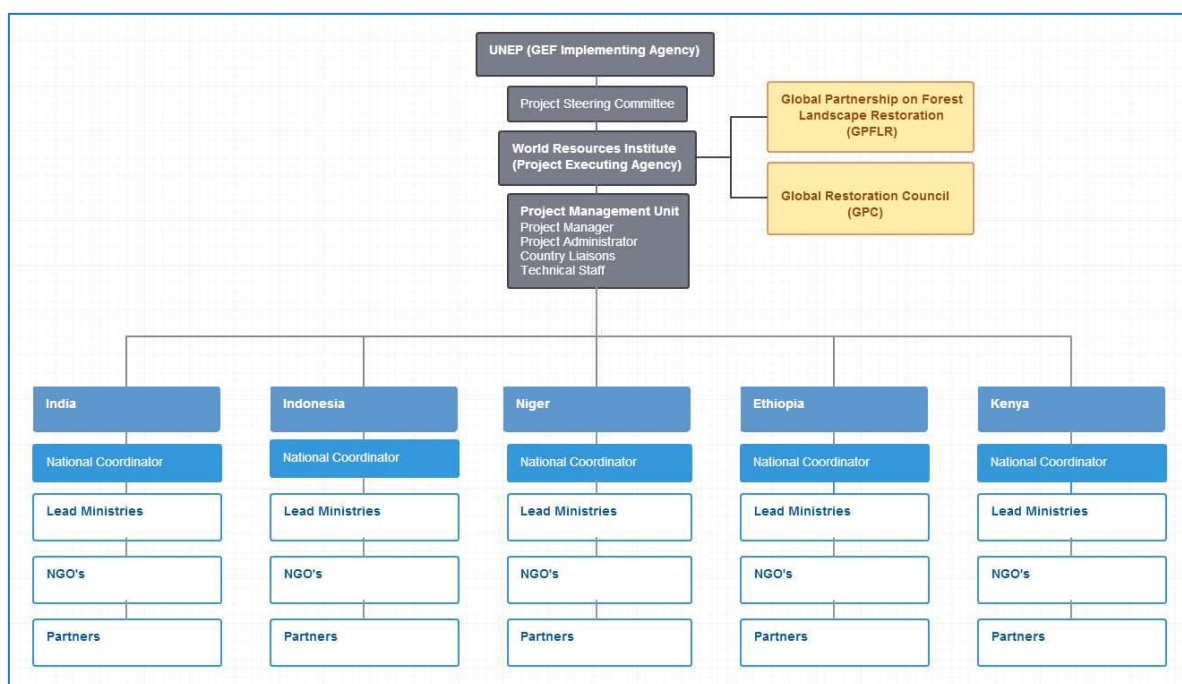 UNEP (GEF Implementing Agency)
Project Steering Committee
World Resources Institute
(Project Executing Agency)
Global Partnership on Forest
Landscape Restoration
(GPFLR)
Global Restoration Council
(GPC)
Project Management Unit
Project Manager
Project Administrator
Country Liaisons
Technical Staff
India
National Coordinator
Lead Ministries
NGO's
Partners
Indonesia
National Coordinator
Lead Ministries
NGO's
Partners
Niger
National Coordinator
Lead Ministries
NGO's
Partners
Ethiopia
National Coordinator
Lead Ministries
NGO's
Partners
Kenya
National Coordinator
Lead Ministries
NGO's
Partners